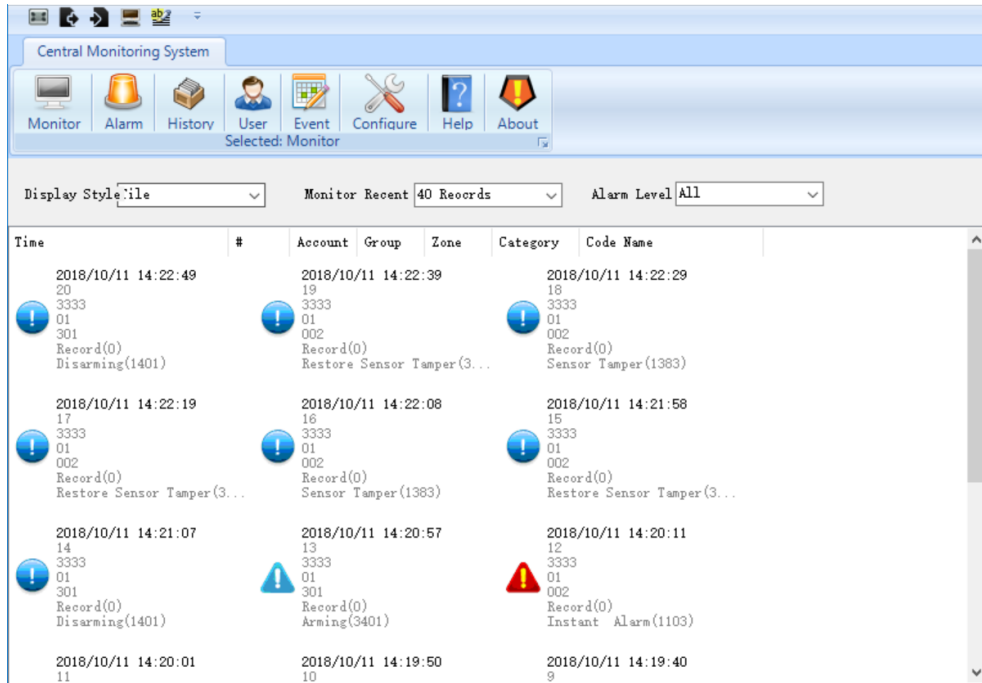 Central Monitoring System
Monitor Alarm History User Event Configure Help About
Selected: Monitor
Display Style Tile Monitor Recent 40 Reocrds Alarm Level All
Time # Account Group Zone Category Code Name
2018/10/11 14:22:49 2018/10/11 14:22:39 2018/10/11 14:22:29
20 19 18
3333 3333 3333
01 01 01
301 002 002
Record(0) Record(0) Record(0)
Disarming(1401) Restore Sensor Tamper(3... Sensor Tamper(1383)
2018/10/11 14:22:19 2018/10/11 14:22:08 2018/10/11 14:21:58
17 16 15
3333 3333 3333
01 01 01
002 002 002
Record(0) Record(0) Record(0)
Restore Sensor Tamper(3... Sensor Tamper(1383) Restore Sensor Tamper(3...
2018/10/11 14:21:07 2018/10/11 14:20:57 2018/10/11 14:20:11
14 13 12
3333 3333 3333
01 01 01
301 301 002
Record(0) Record(0) Record(0)
Disarming(1401) Arming(3401) Instant Alarm(1103)
2018/10/11 14:20:01 2018/10/11 14:19:50 2018/10/11 14:19:40
11 10 9